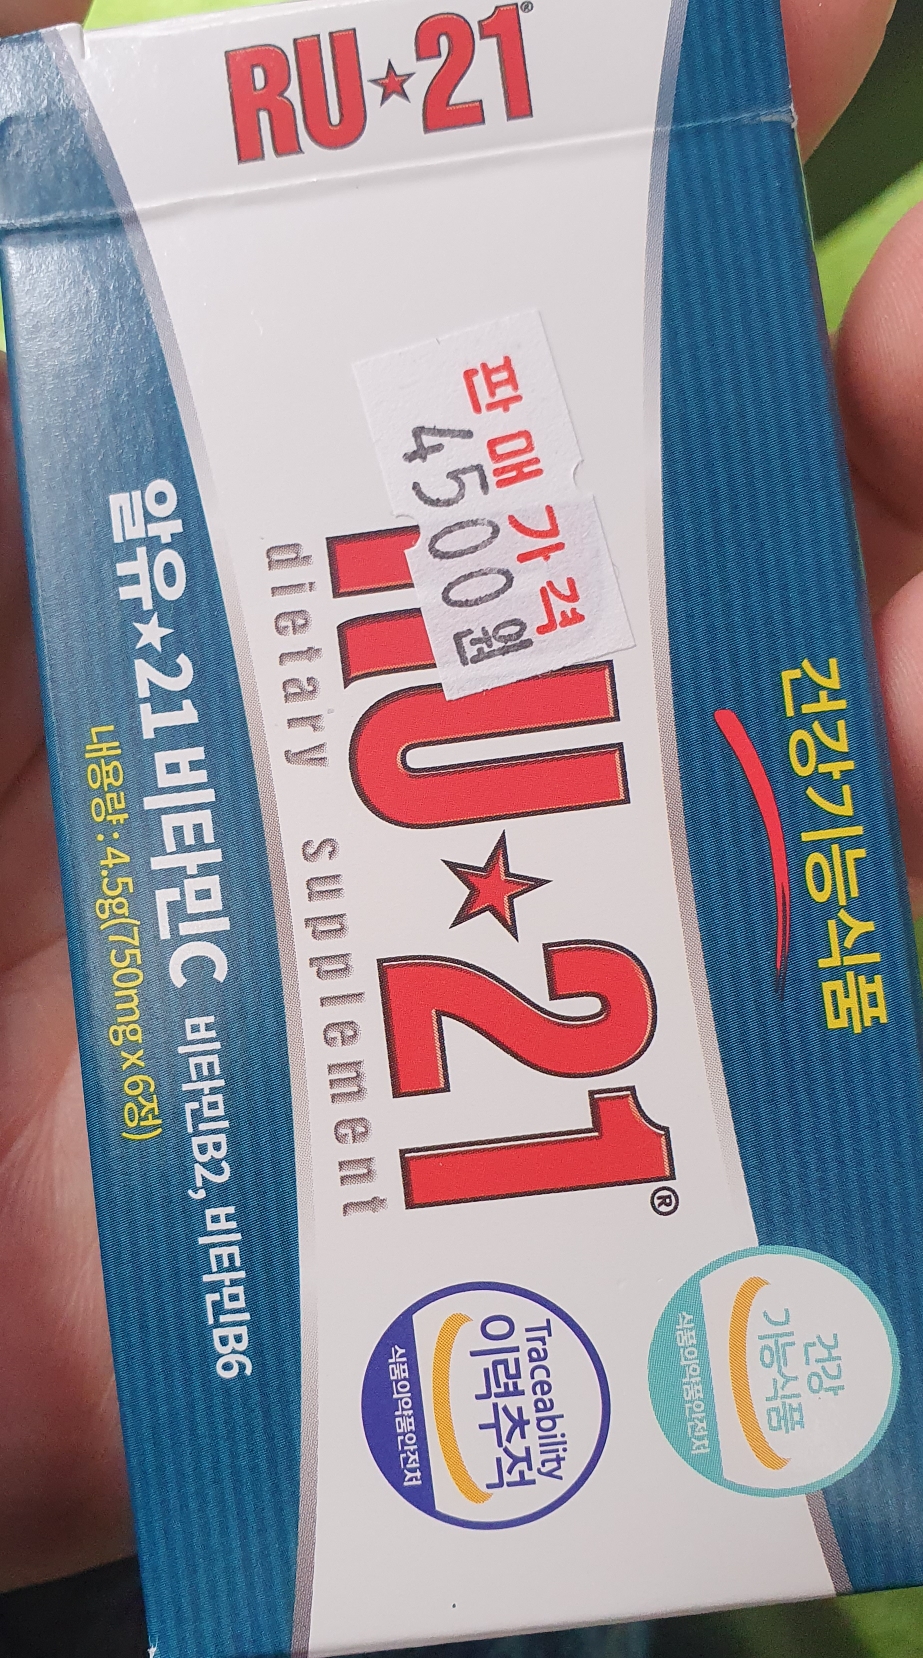 RU★21®
판매가격
4500원
건강기능식품
RU★21®
dietary supplement
알유★21비타민C 비타민B2, 비타민B6
내용량 : 4.5g(750mg x 6정)
건강
기능식품
식품의약품안전처
Traceability
이력추적
식품의약품안전처